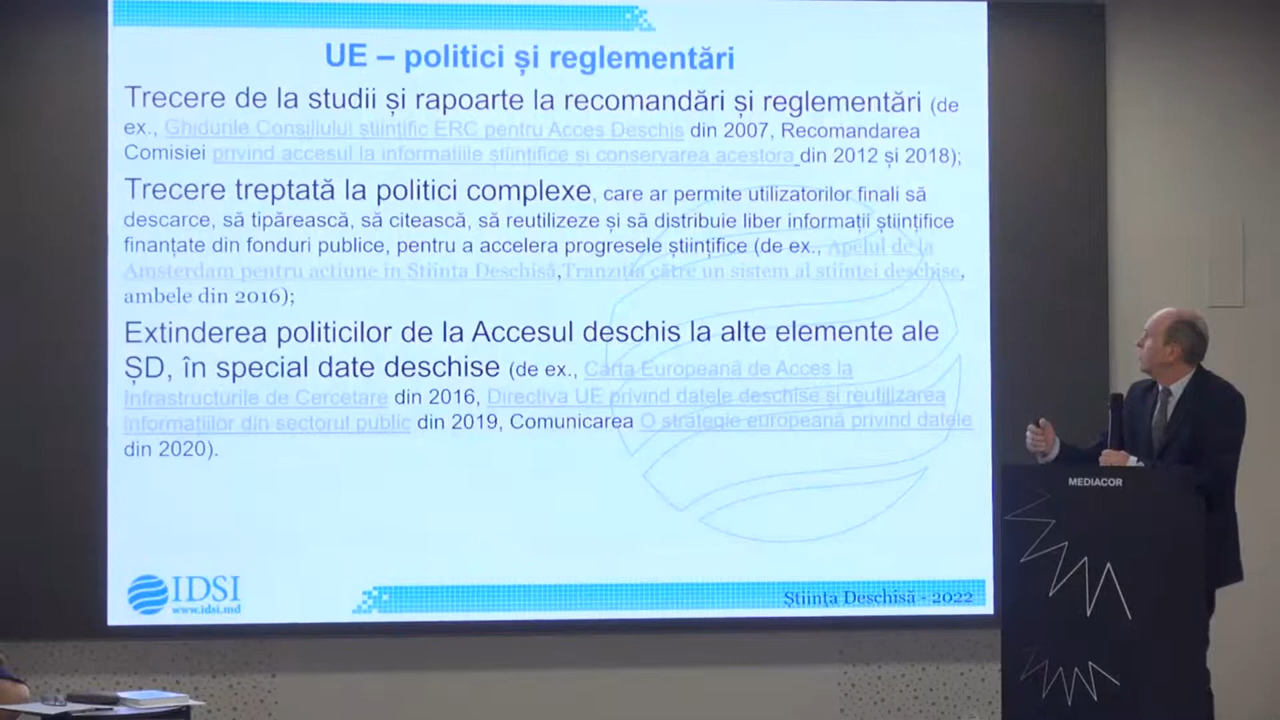 UE – politici și reglementări
Trecere de la studii și rapoarte la recomandări și reglementări (de
ex., Ghidurile Consiliului științific ERC pentru Acces Deschis din 2007, Recomandarea
Comisiei privind accesul la informațiile științifice și conservarea acestora din 2012 și 2018);
Trecere treptată la politici complexe, care ar permite utilizatorilor finali să
descarce, să tipărească, să citească, să reutilizeze și să distribuie liber informații științifice
finanțate din fonduri publice, pentru a accelera progresele științifice (de ex., Apelul de la
Amsterdam pentru acțiune în Știința Deschisă, Tranziția către un sistem al științei deschise,
ambele din 2016);
Extinderea politicilor de la Accesul deschis la alte elemente ale
ȘD, în special date deschise (de ex., Carta Europeană de Acces la
Infrastructurile de Cercetare din 2016, Directiva UE privind datele deschise și reutilizarea
informațiilor din sectorul public din 2019, Comunicarea O strategie europeană privind datele
din 2020).
IDSI
www.idsi.md
Știința Deschisă - 2022
MEDIACOR